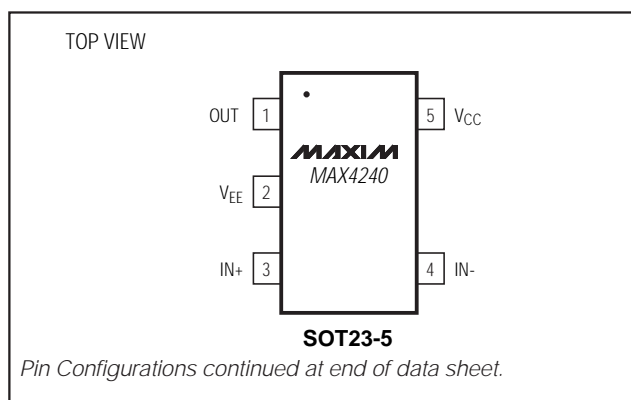 TOP VIEW
OUT 1 5 VCC
MAXIM
MAX4240
VEE 2
IN+ 3 4 IN-
SOT23-5
Pin Configurations continued at end of data sheet.